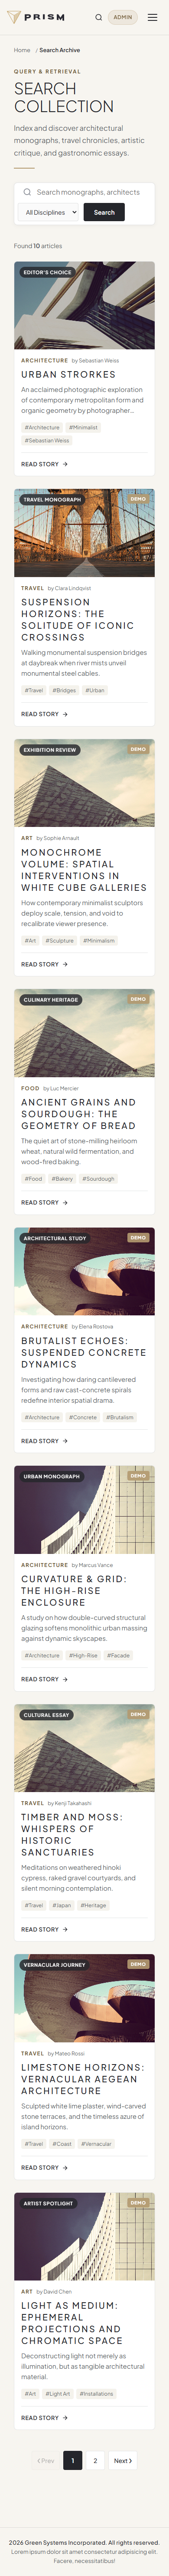 PRISM
ADMIN
Home / Search Archive
QUERY & RETRIEVAL
SEARCH
COLLECTION
Index and discover architectural
monographs, travel chronicles, artistic
critique, and gastronomic essays.
Search monographs, architects
All Disciplines
Search
Found 10 articles
EDITOR'S CHOICE
ARCHITECTURE by Sebastian Weiss
URBAN STRORKES
An acclaimed photographic exploration
of contemporary metropolitan form and
organic geometry by photographer...
#Architecture #Minimalist
#Sebastian Weiss
READ STORY →
TRAVEL MONOGRAPH
DEMO
TRAVEL by Clara Lindqvist
SUSPENSION
HORIZONS: THE
SOLITUDE OF ICONIC
CROSSINGS
Walking monumental suspension bridges
at daybreak when river mists unveil
monumental steel cables.
#Travel #Bridges #Urban
READ STORY →
EXHIBITION REVIEW
DEMO
ART by Sophie Arnault
MONOCHROME
VOLUME: SPATIAL
INTERVENTIONS IN
WHITE CUBE GALLERIES
How contemporary minimalist sculptors
deploy scale, tension, and void to
recalibrate viewer presence.
#Art #Sculpture #Minimalism
READ STORY →
CULINARY HERITAGE
DEMO
FOOD by Luc Mercier
ANCIENT GRAINS AND
SOURDOUGH: THE
GEOMETRY OF BREAD
The quiet art of stone-milling heirloom
wheat, natural wild fermentation, and
wood-fired baking.
#Food #Bakery #Sourdough
READ STORY →
ARCHITECTURAL STUDY
DEMO
ARCHITECTURE by Elena Rostova
BRUTALIST ECHOES:
SUSPENDED CONCRETE
DYNAMICS
Investigating how daring cantilevered
forms and raw cast-concrete spirals
redefine interior spatial drama.
#Architecture #Concrete #Brutalism
READ STORY →
URBAN MONOGRAPH
DEMO
ARCHITECTURE by Marcus Vance
CURVATURE & GRID:
THE HIGH-RISE
ENCLOSURE
A study on how double-curved structural
glazing softens monolithic urban massing
against dynamic skyscapes.
#Architecture #High-Rise #Facade
READ STORY →
CULTURAL ESSAY
DEMO
TRAVEL by Kenji Takahashi
TIMBER AND MOSS:
WHISPERS OF
HISTORIC
SANCTUARIES
Meditations on weathered hinoki
cypress, raked gravel courtyards, and
silent morning contemplation.
#Travel #Japan #Heritage
READ STORY →
VERNACULAR JOURNEY
DEMO
TRAVEL by Mateo Rossi
LIMESTONE HORIZONS:
VERNACULAR AEGEAN
ARCHITECTURE
Sculpted white lime plaster, wind-carved
stone terraces, and the timeless azure of
island horizons.
#Travel #Coast #Vernacular
READ STORY →
ARTIST SPOTLIGHT
DEMO
ART by David Chen
LIGHT AS MEDIUM:
EPHEMERAL
PROJECTIONS AND
CHROMATIC SPACE
Deconstructing light not merely as
illumination, but as tangible architectural
material.
#Art #Light Art #Installations
READ STORY →
‹ Prev 1 2 Next ›
2026 Green Systems Incorporated. All rights reserved.
Lorem ipsum dolor sit amet consectetur adipisicing elit.
Facere, necessitatibus!